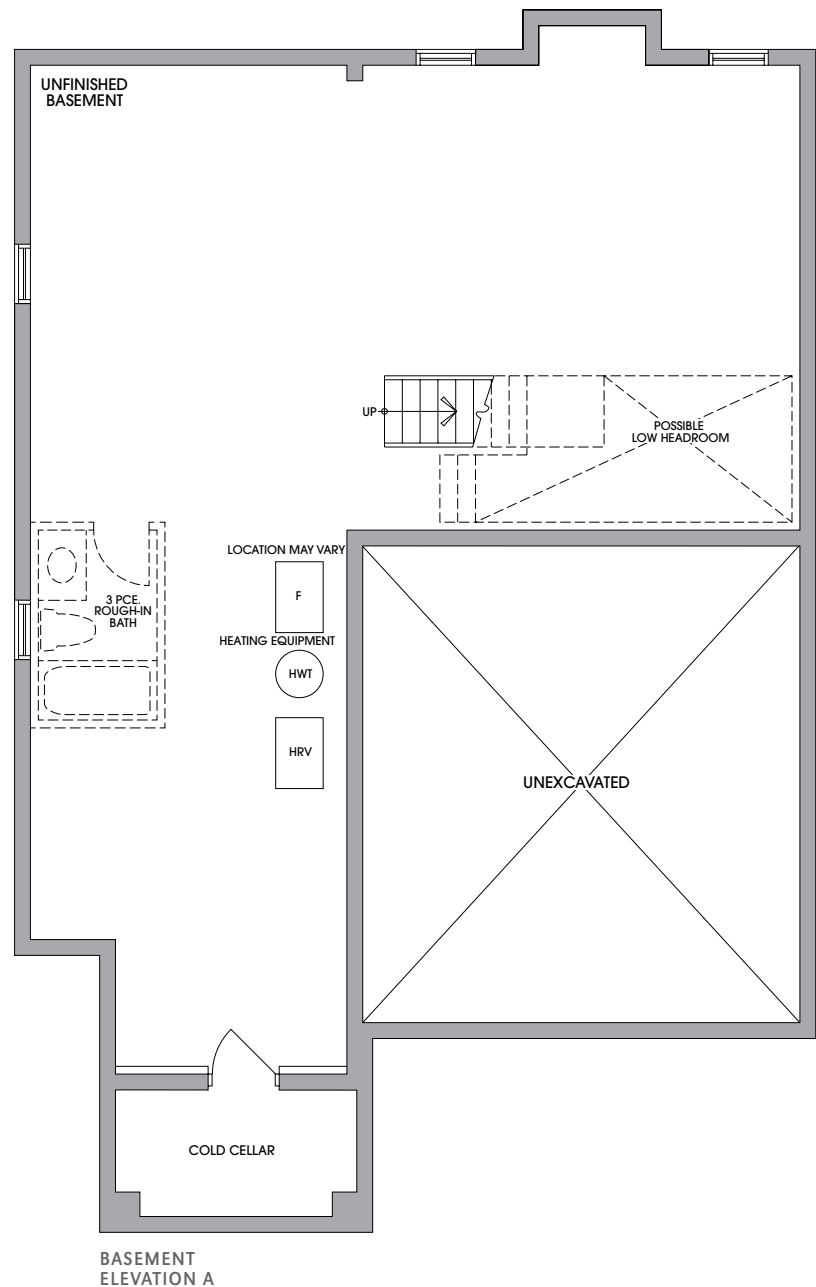 UNFINISHED
BASEMENT
UP
POSSIBLE
LOW HEADROOM
LOCATION MAY VARY
F
3 PCE.
ROUGH-IN
BATH
HEATING EQUIPMENT
HWT
HRV
UNEXCAVATED
COLD CELLAR
BASEMENT
ELEVATION A